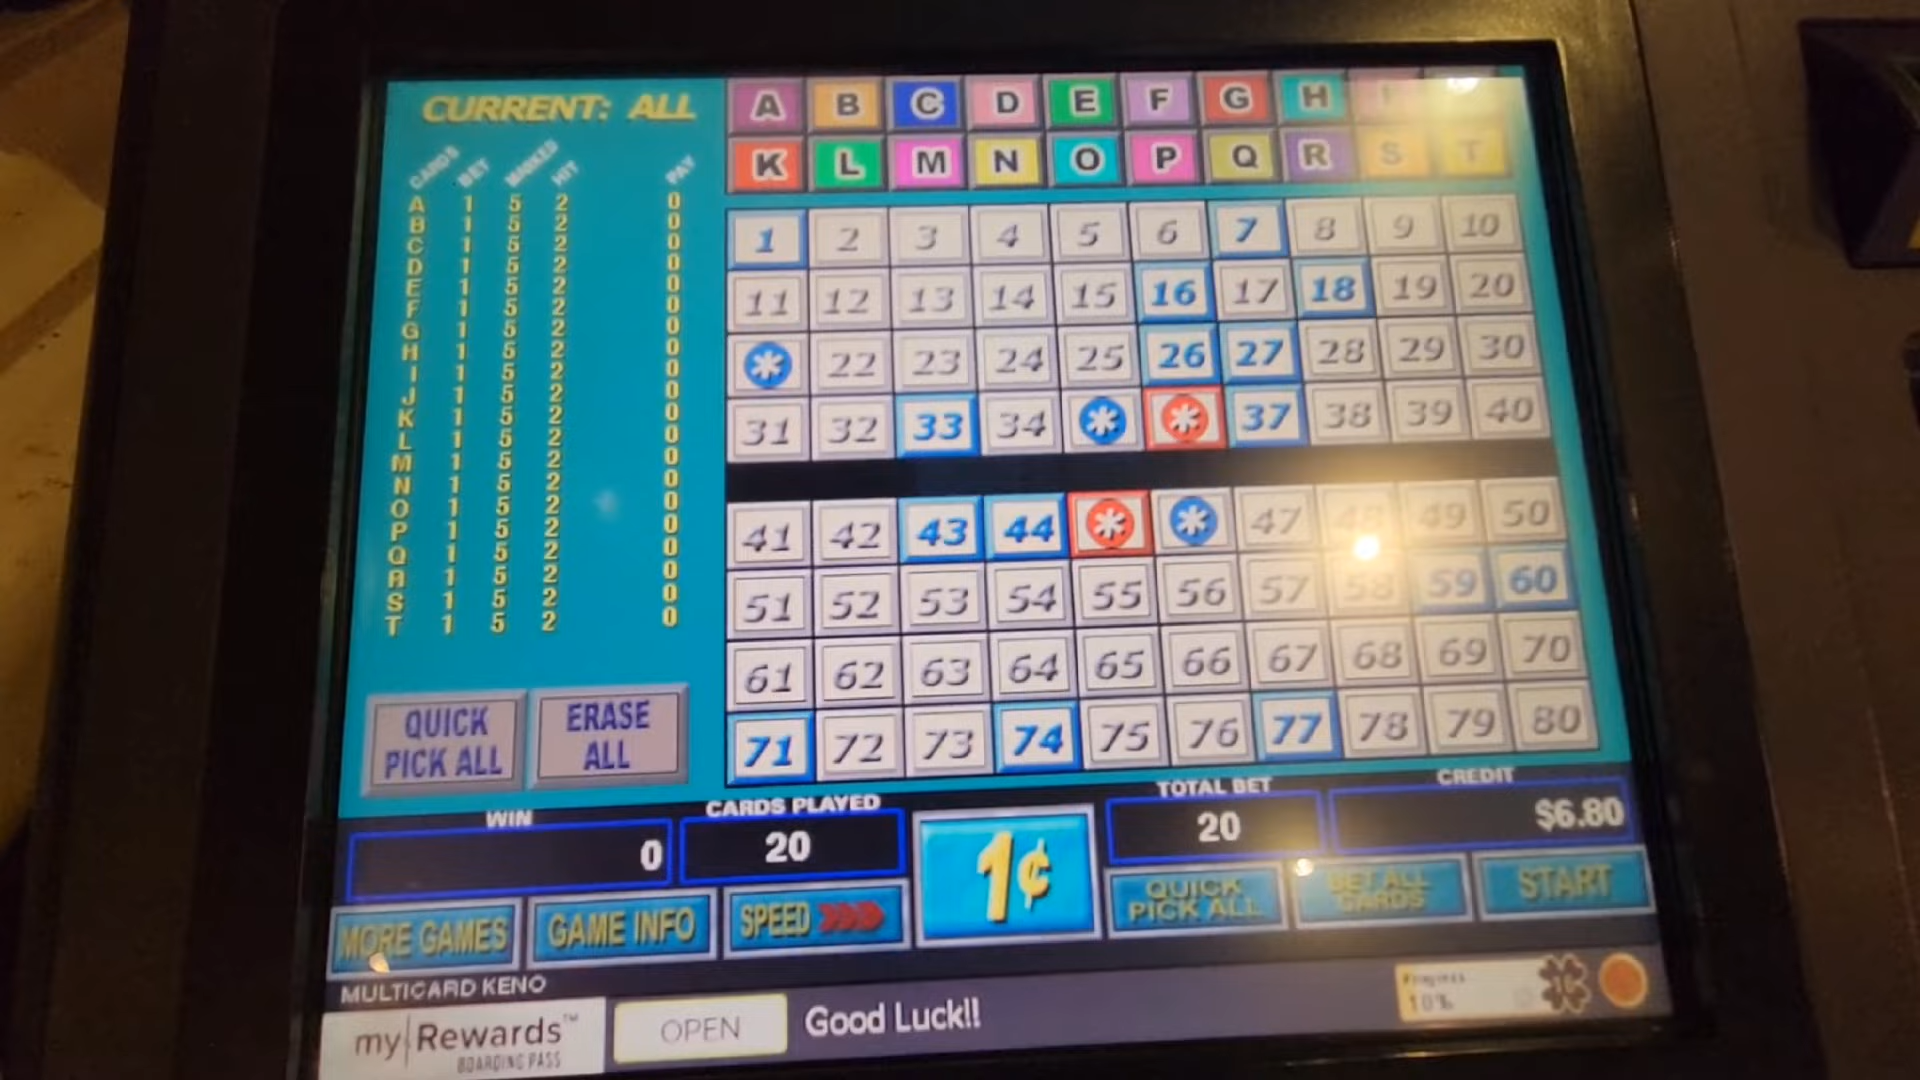 CURRENT: ALL
CARDS BET MARKED HIT PAY
A 1 5 2 0
B 1 5 2 0
C 1 5 2 0
D 1 5 2 0
E 1 5 2 0
F 1 5 2 0
G 1 5 2 0
H 1 5 2 0
I 1 5 2 0
J 1 5 2 0
K 1 5 2 0
L 1 5 2 0
M 1 5 2 0
N 1 5 2 0
O 1 5 2 0
P 1 5 2 0
Q 1 5 2 0
R 1 5 2 0
S 1 5 2 0
T 1 5 2 0
QUICK PICK ALL
ERASE ALL
A B C D E F G H I
K L M N O P Q R S T
1 2 3 4 5 6 7 8 9 10
11 12 13 14 15 16 17 18 19 20
* 22 23 24 25 26 27 28 29 30
31 32 33 34 * * 37 38 39 40
41 42 43 44 * * 47 48 49 50
51 52 53 54 55 56 57 58 59 60
61 62 63 64 65 66 67 68 69 70
71 72 73 74 75 76 77 78 79 80
WIN CARDS PLAYED TOTAL BET CREDIT
0 20 1¢ 20 $6.80
MORE GAMES GAME INFO SPEED >>> QUICK PICK ALL BET ALL CARDS START
MULTICARD KENO
my|Rewards™
BOARDING PASS
OPEN
Good Luck!!
Progress
10%